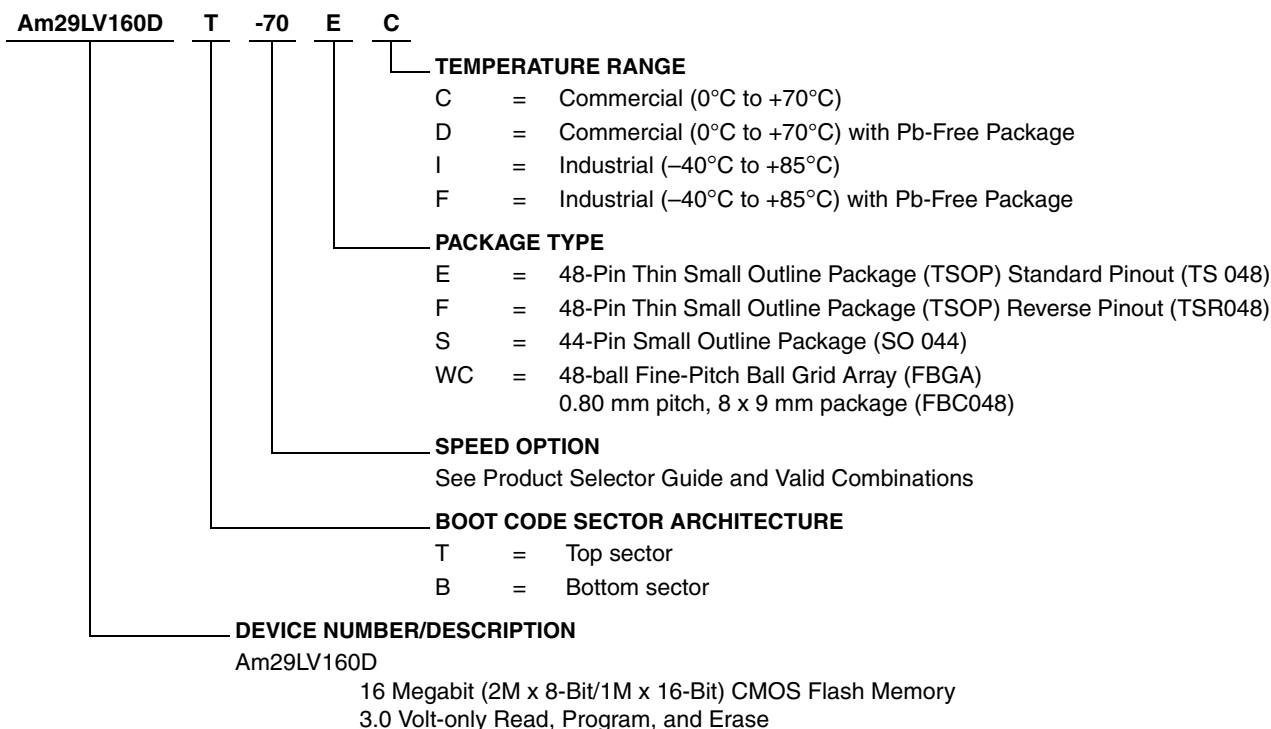 Am29LV160D T -70 E C
TEMPERATURE RANGE
C = Commercial (0°C to +70°C)
D = Commercial (0°C to +70°C) with Pb-Free Package
I = Industrial (–40°C to +85°C)
F = Industrial (–40°C to +85°C) with Pb-Free Package
PACKAGE TYPE
E = 48-Pin Thin Small Outline Package (TSOP) Standard Pinout (TS 048)
F = 48-Pin Thin Small Outline Package (TSOP) Reverse Pinout (TSR048)
S = 44-Pin Small Outline Package (SO 044)
WC = 48-ball Fine-Pitch Ball Grid Array (FBGA)
0.80 mm pitch, 8 x 9 mm package (FBC048)
SPEED OPTION
See Product Selector Guide and Valid Combinations
BOOT CODE SECTOR ARCHITECTURE
T = Top sector
B = Bottom sector
DEVICE NUMBER/DESCRIPTION
Am29LV160D
16 Megabit (2M x 8-Bit/1M x 16-Bit) CMOS Flash Memory
3.0 Volt-only Read, Program, and Erase